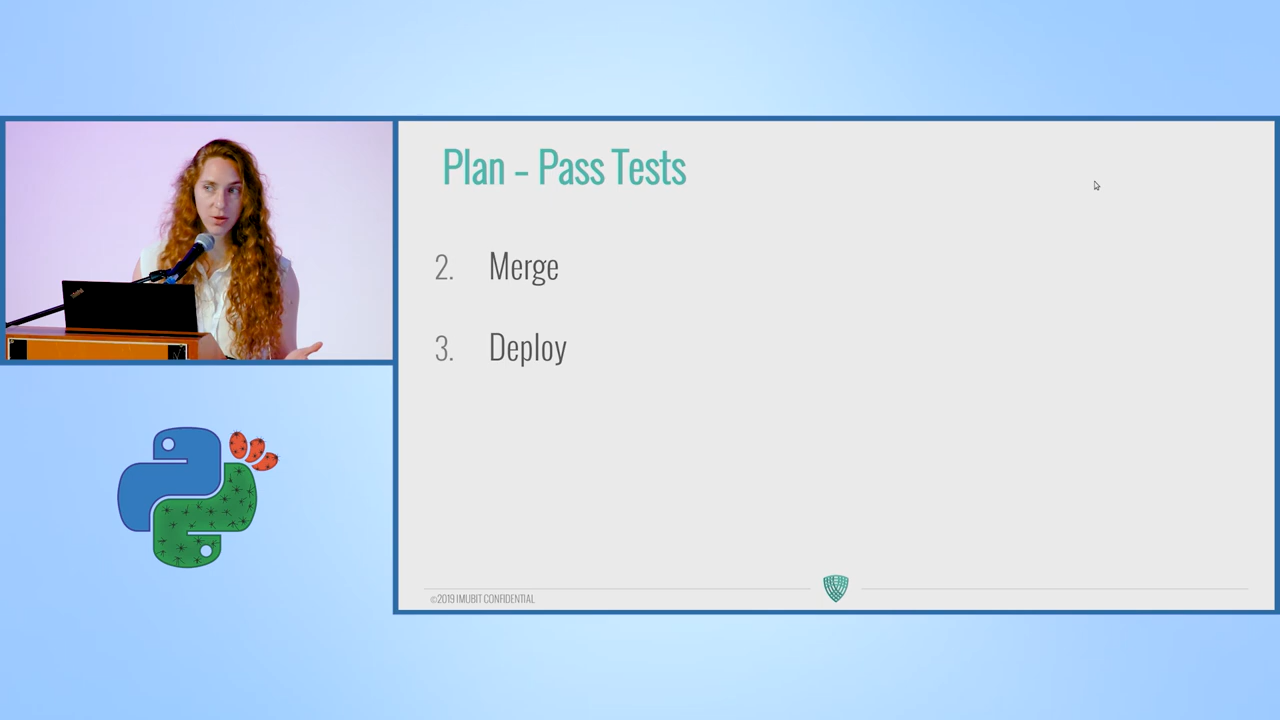 Plan – Pass Tests
2. Merge
3. Deploy
©2019 IMUBIT CONFIDENTIAL